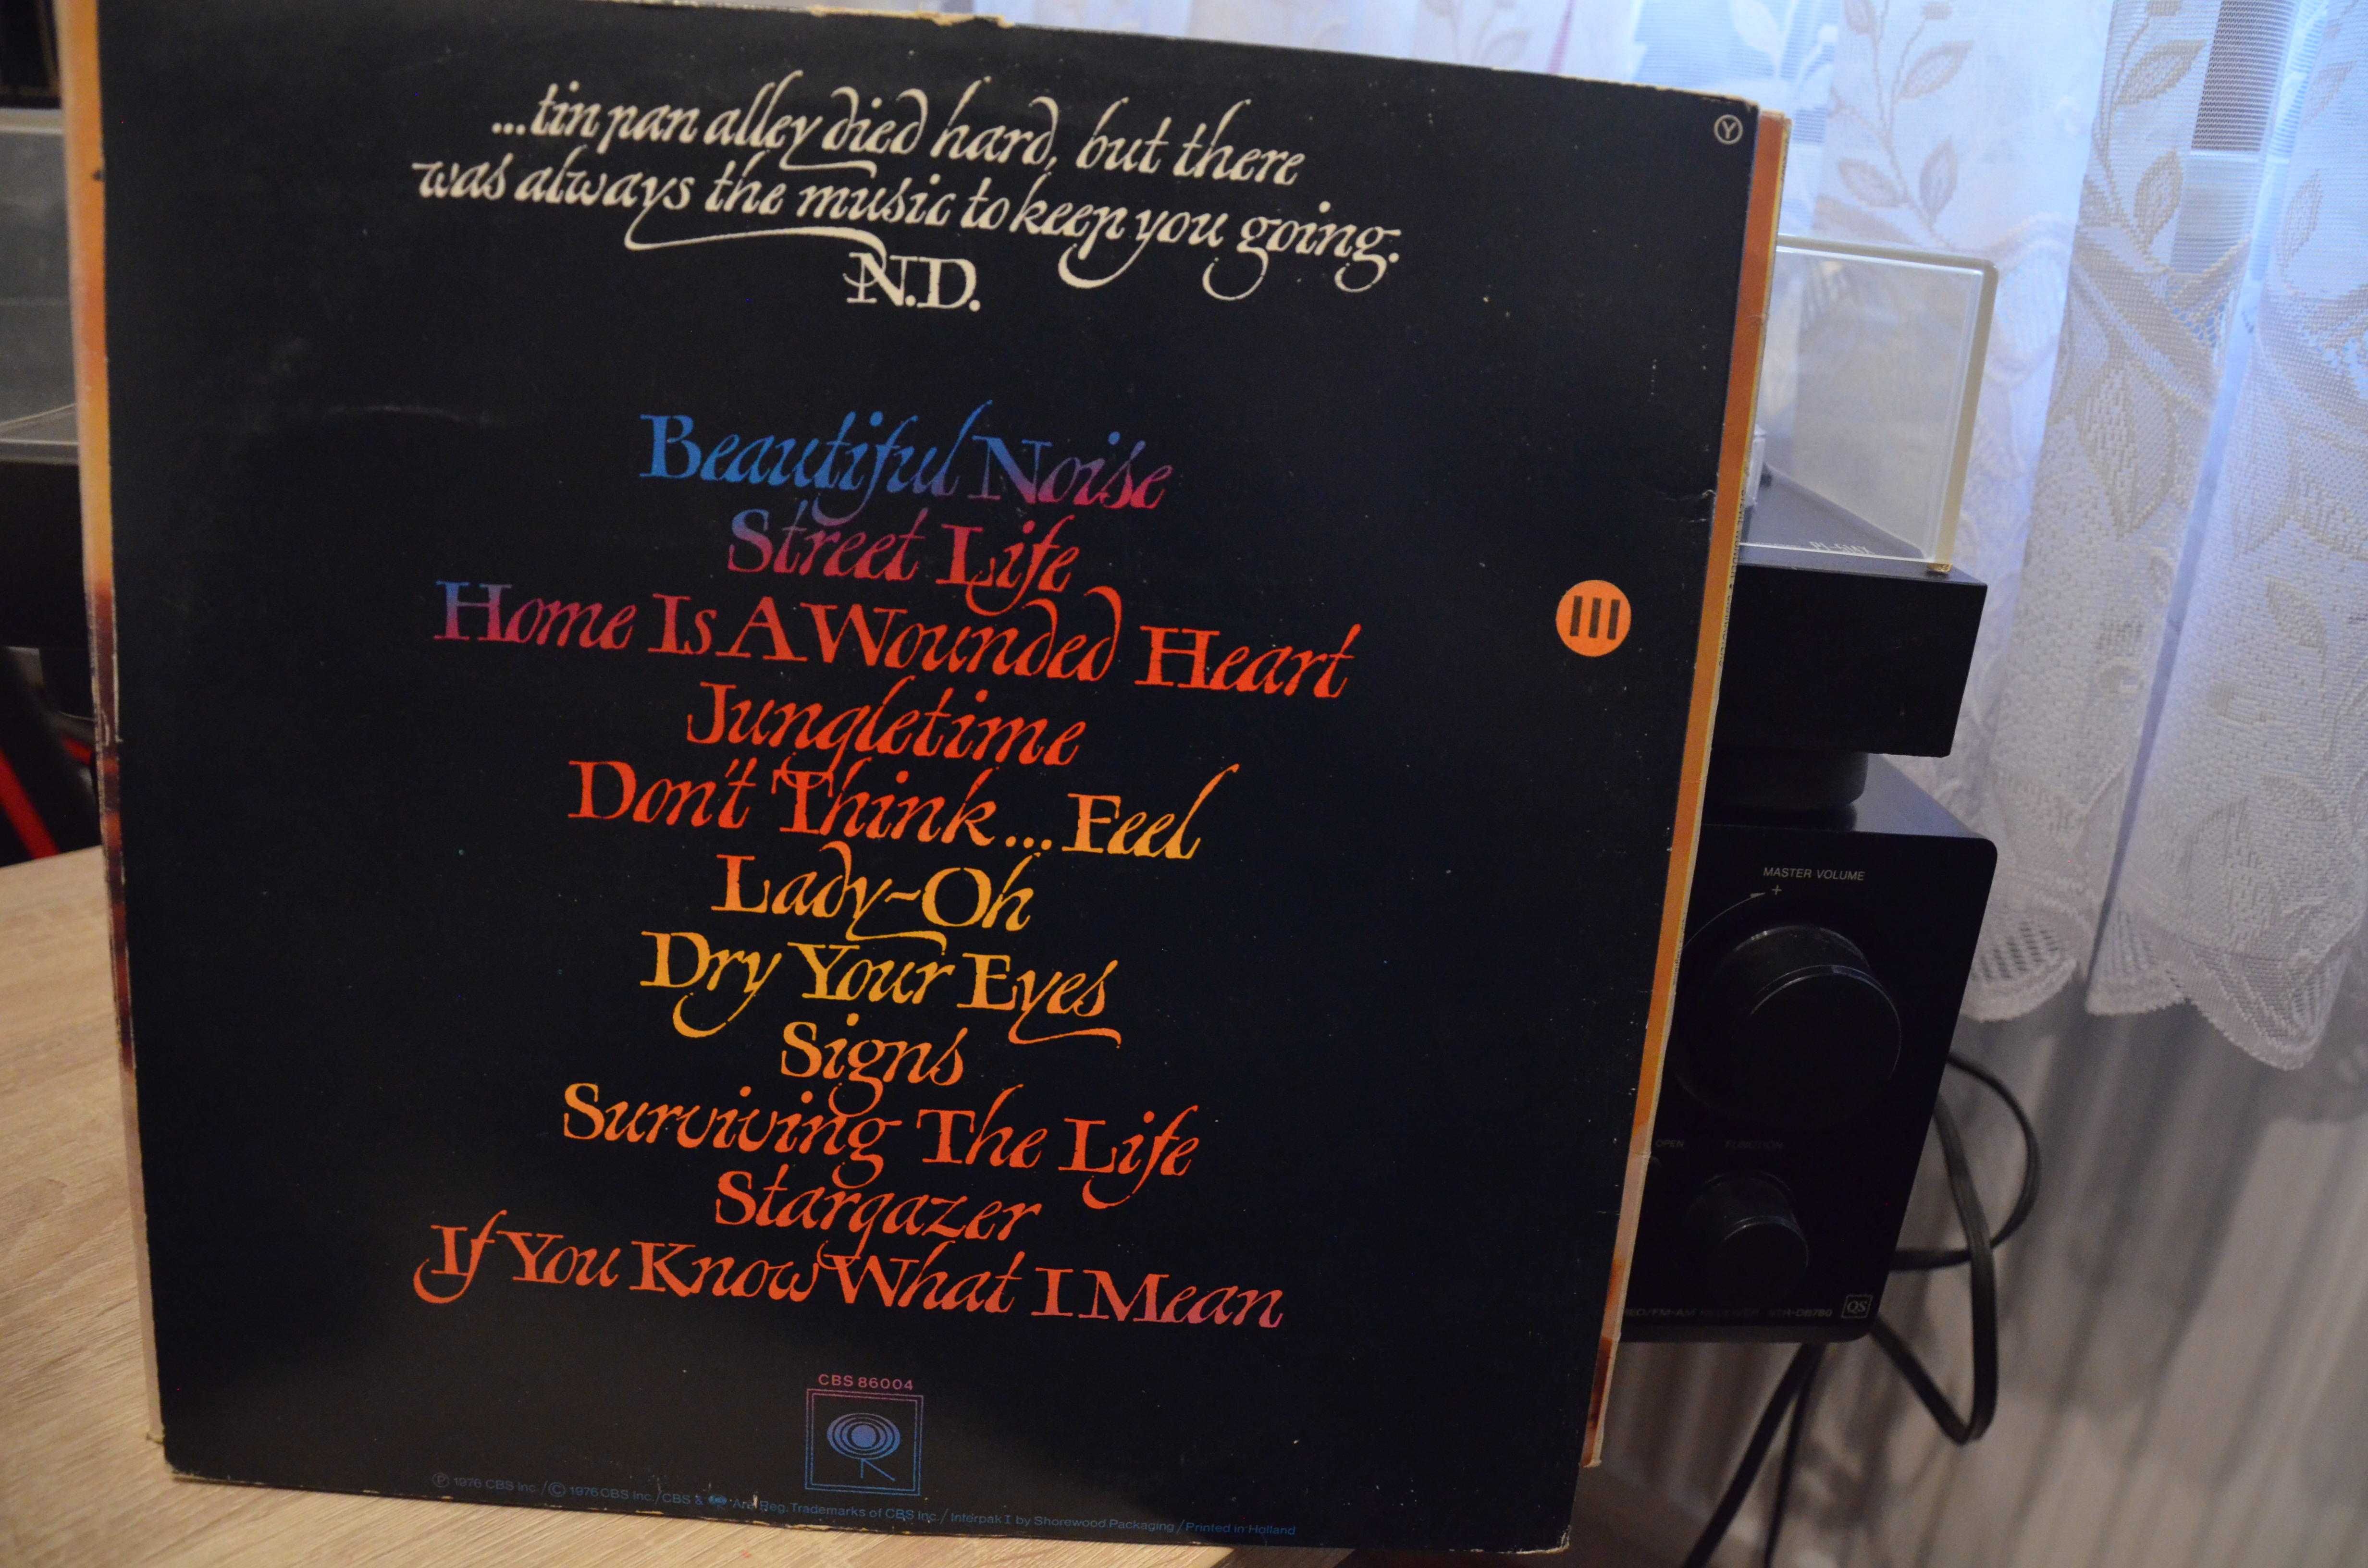 ...tin pan alley died hard, but there
was always the music to keep you going.
N.D.
Y
Beautiful Noise
Street Life
Home Is A Wounded Heart
Jungletime
Don't Think... Feel
Lady-Oh
Dry Your Eyes
Signs
Surviving The Life
Stargazer
If You Know What I Mean
III
CBS 86004
Ⓟ 1976 CBS Inc./© 1976 CBS Inc./CBS & Are Reg. Trademarks of CBS Inc./Interpak I by Shorewood Packaging/Printed in Holland
MASTER VOLUME
+
OPEN FUNCTION
FM-AM RECEIVER
QS